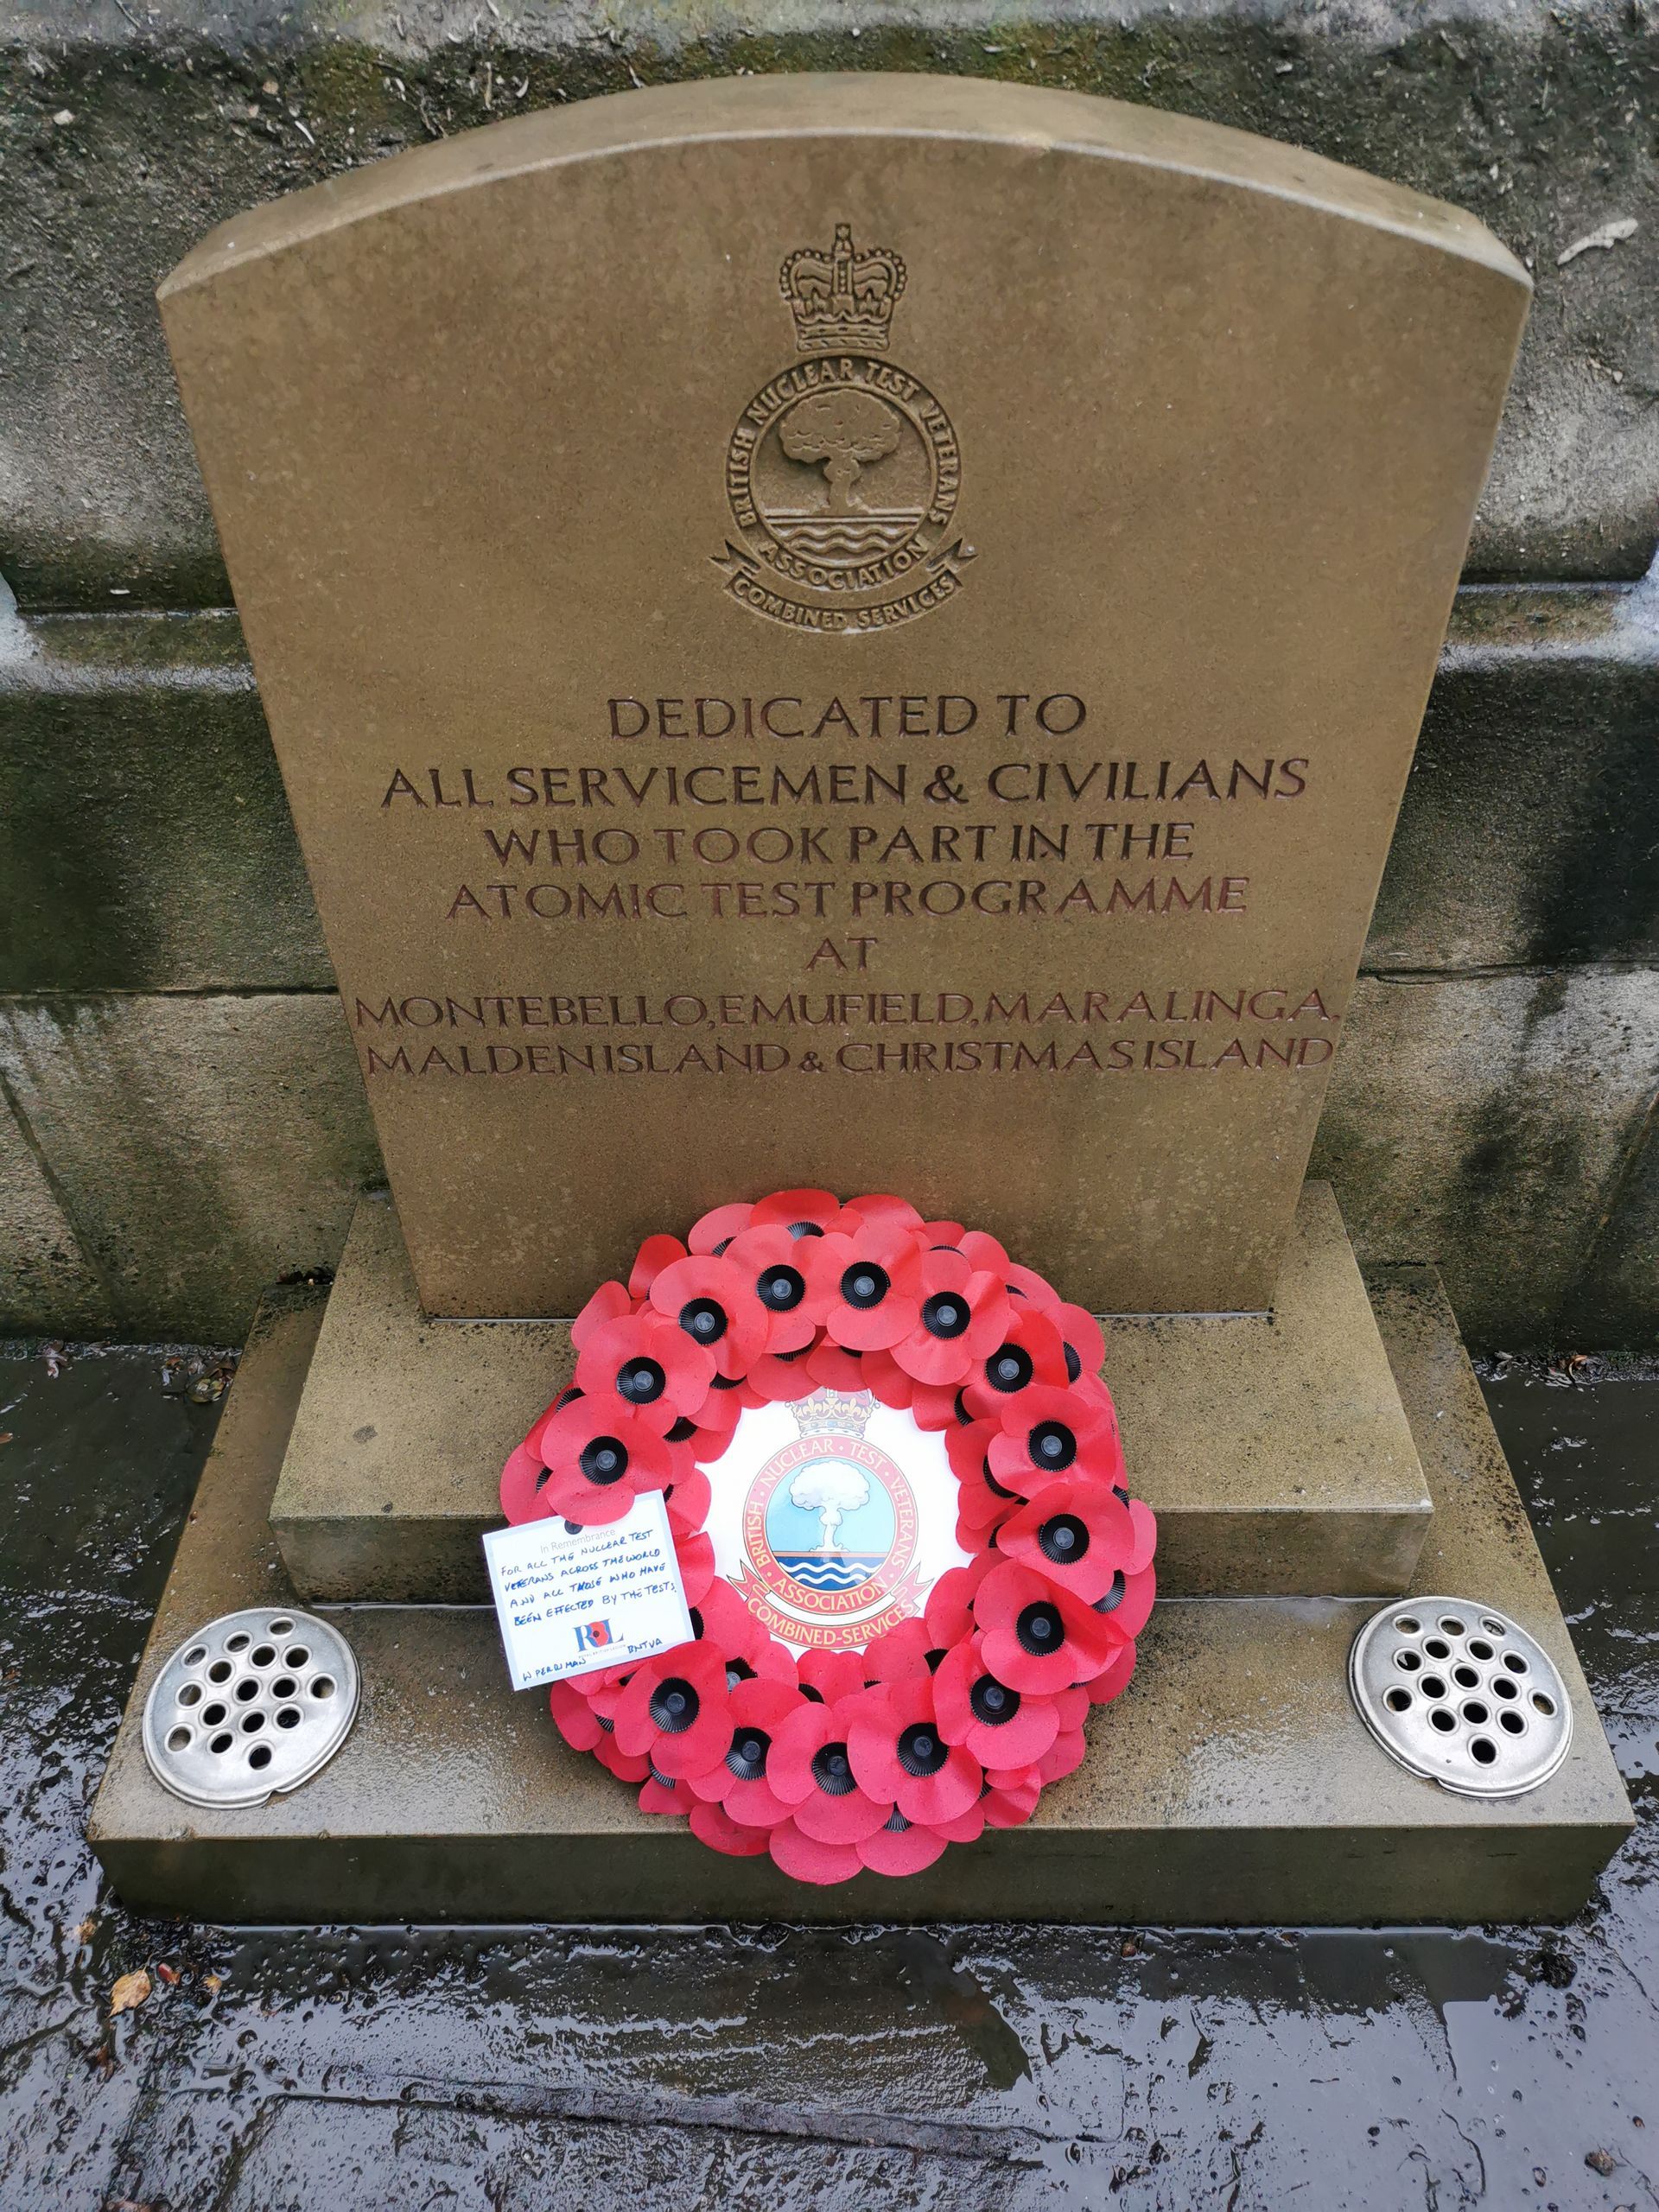 BRITISH NUCLEAR TEST VETERANS
ASSOCIATION
COMBINED SERVICES
DEDICATED TO
ALL SERVICEMEN & CIVILIANS
WHO TOOK PART IN THE
ATOMIC TEST PROGRAMME
AT
MONTEBELLO, EMUFIELD, MARALINGA,
MALDEN ISLAND & CHRISTMAS ISLAND
BRITISH · NUCLEAR · TEST · VETERANS
· ASSOCIATION ·
COMBINED-SERVICES
In Remembrance
FOR ALL THE NUCLEAR TEST
VETERANS ACROSS THE WORLD
AND ALL THOSE WHO HAVE
BEEN EFFECTED BY THE TESTS.
RBL
BNTVA
W PERRIMAN